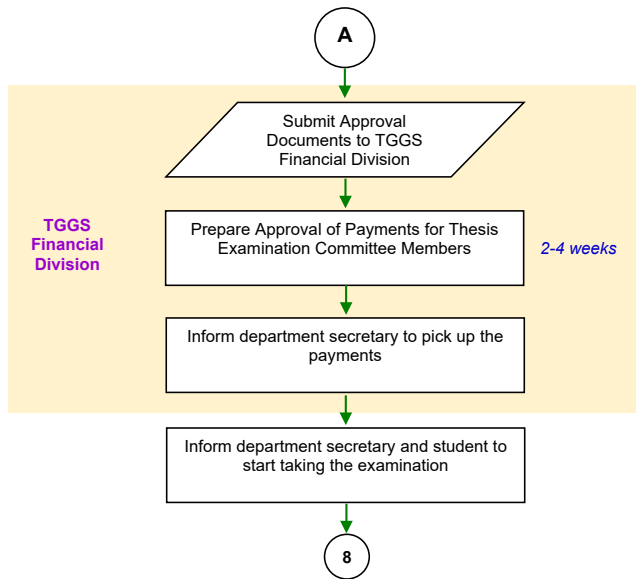 A
Submit Approval
Documents to TGGS
Financial Division
TGGS
Financial
Division
Prepare Approval of Payments for Thesis
Examination Committee Members
2-4 weeks
Inform department secretary to pick up the
payments
Inform department secretary and student to
start taking the examination
8